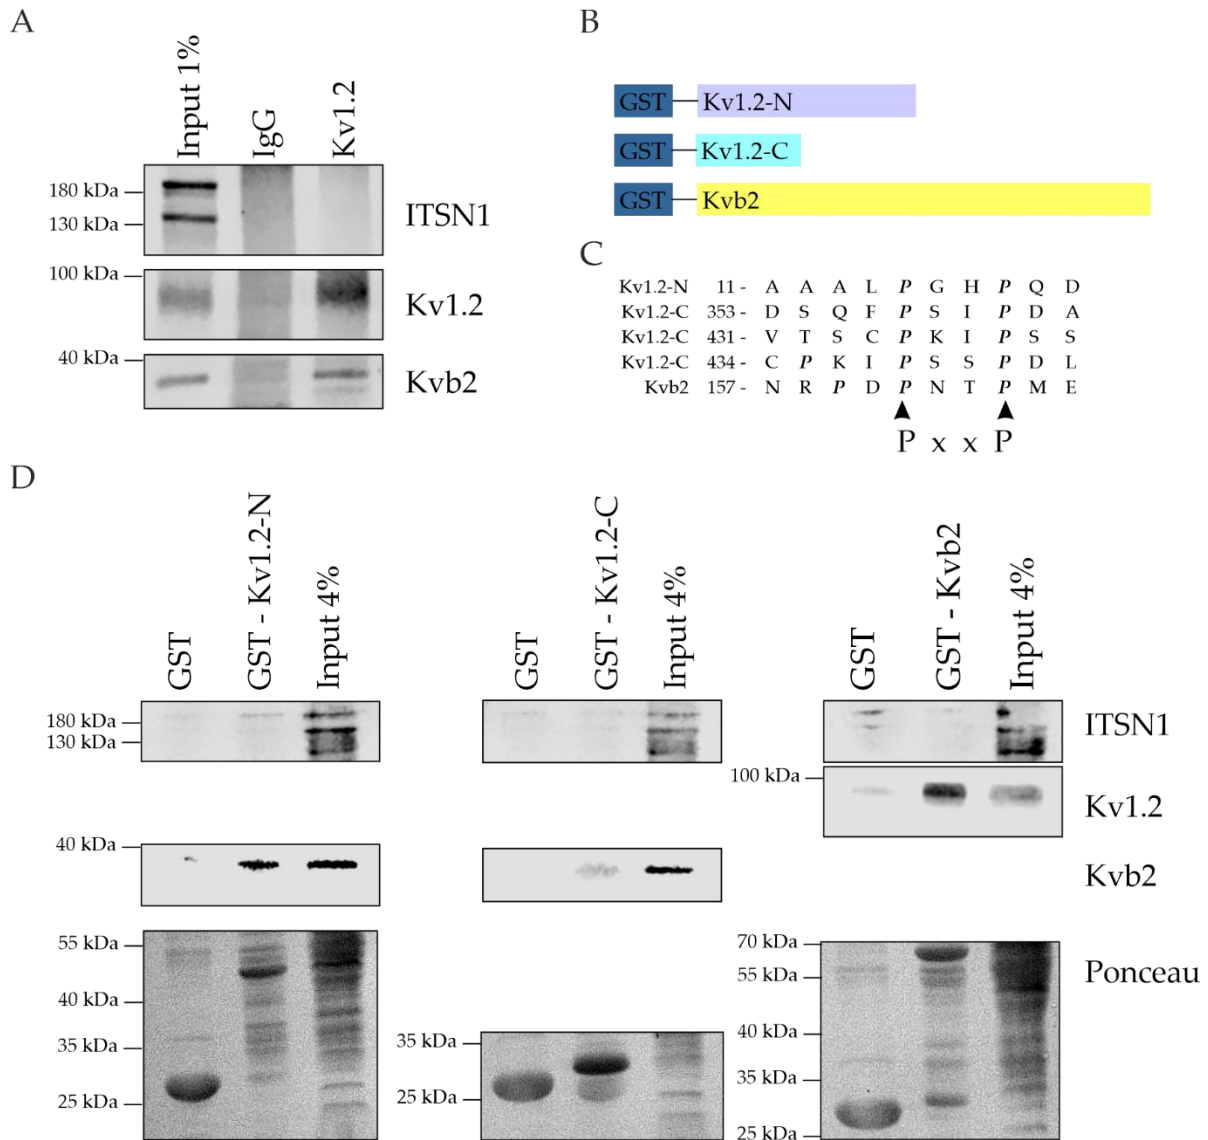 A
Input 1%
IgG
Kv1.2
180 kDa
130 kDa
ITSN1
100 kDa
Kv1.2
40 kDa
Kvb2
B
GST Kv1.2-N
GST Kv1.2-C
GST Kvb2
C
Kv1.2-N 11 - A A A L P G H P Q D
Kv1.2-C 353 - D S Q F P S I P D A
Kv1.2-C 431 - V T S C P K I P S S
Kv1.2-C 434 - C P K I P S S P D L
Kvb2 157 - N R P D P N T P M E
P x x P
D
GST
GST - Kv1.2-N
Input 4%
180 kDa
130 kDa
40 kDa
55 kDa
40 kDa
35 kDa
25 kDa
GST
GST - Kv1.2-C
Input 4%
35 kDa
25 kDa
GST
GST - Kvb2
Input 4%
ITSN1
100 kDa
Kv1.2
Kvb2
70 kDa
55 kDa
40 kDa
35 kDa
25 kDa
Ponceau